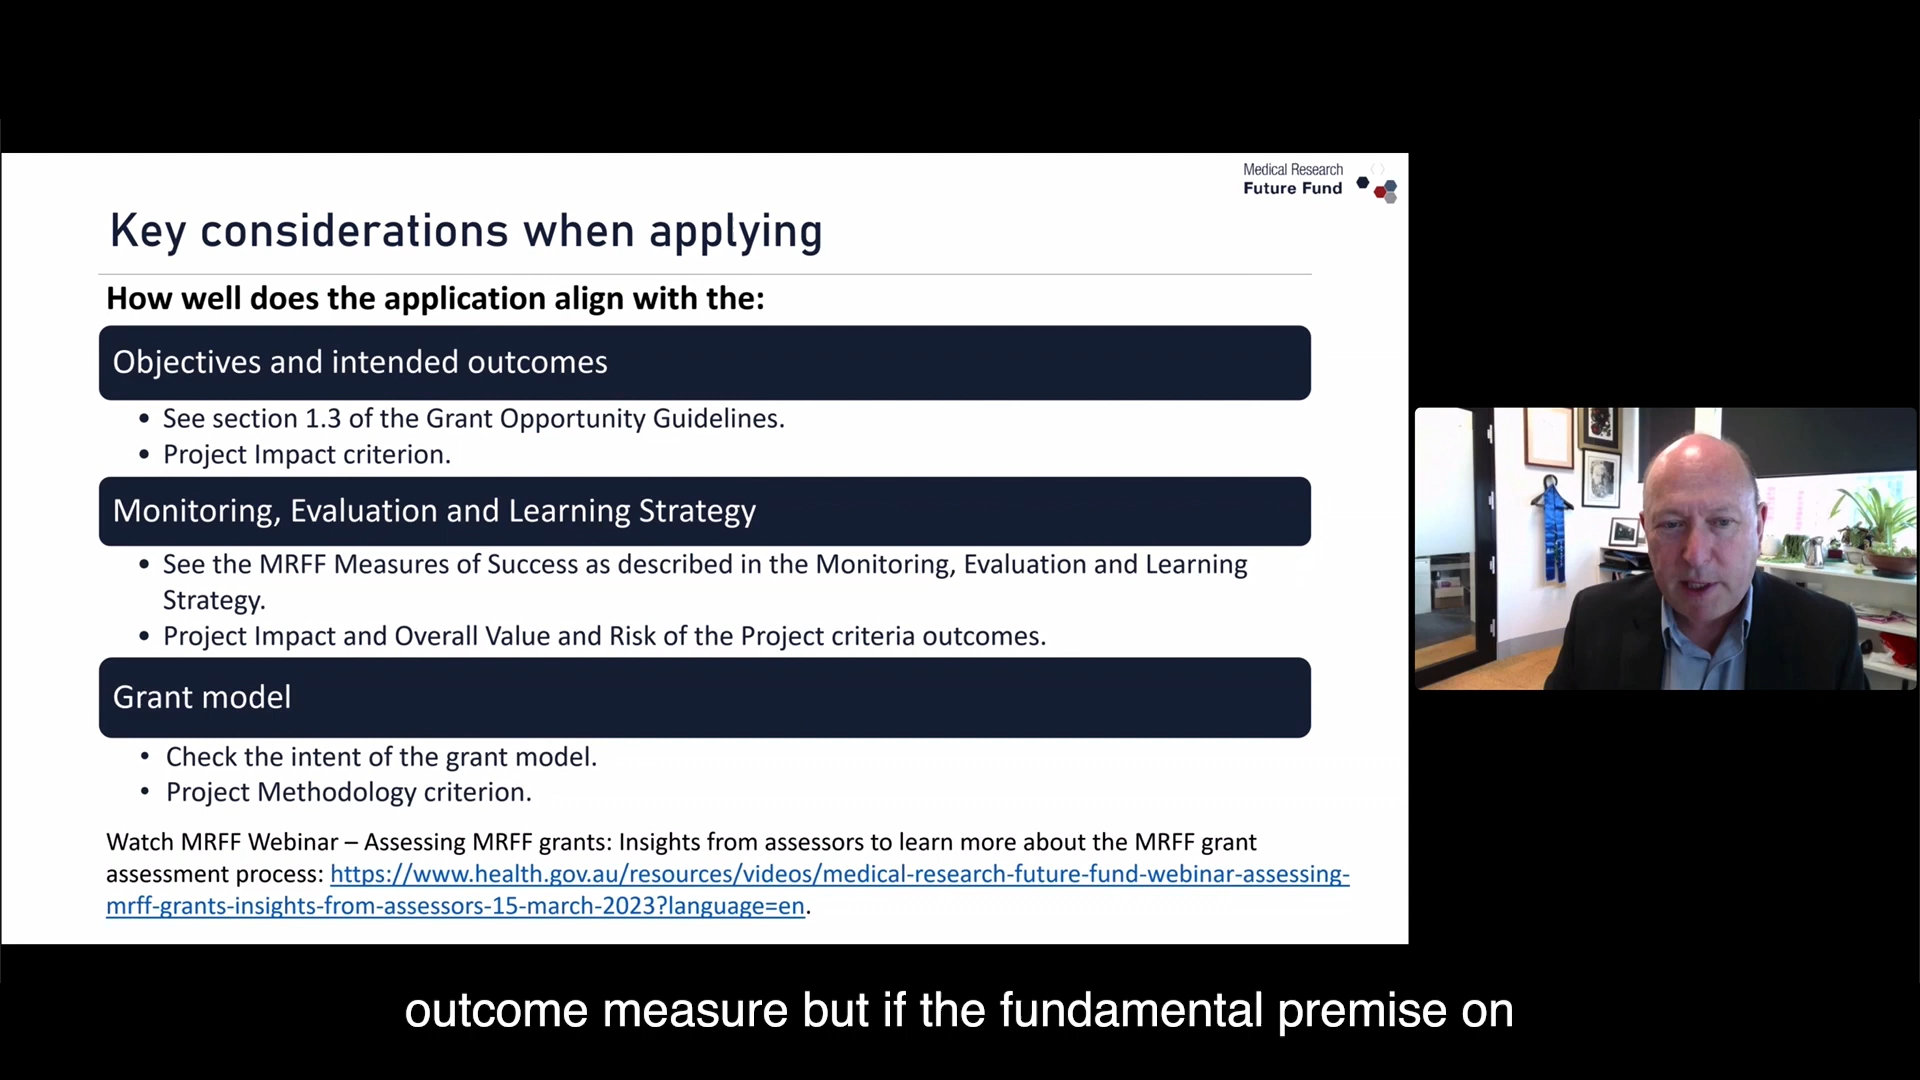 Medical Research
Future Fund
Key considerations when applying
How well does the application align with the:
Objectives and intended outcomes
• See section 1.3 of the Grant Opportunity Guidelines.
• Project Impact criterion.
Monitoring, Evaluation and Learning Strategy
• See the MRFF Measures of Success as described in the Monitoring, Evaluation and Learning
Strategy.
• Project Impact and Overall Value and Risk of the Project criteria outcomes.
Grant model
• Check the intent of the grant model.
• Project Methodology criterion.
Watch MRFF Webinar – Assessing MRFF grants: Insights from assessors to learn more about the MRFF grant
assessment process: https://www.health.gov.au/resources/videos/medical-research-future-fund-webinar-assessing-
mrff-grants-insights-from-assessors-15-march-2023?language=en.
outcome measure but if the fundamental premise on